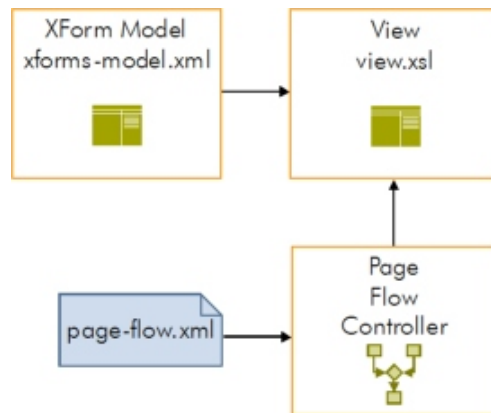 XForm Model
xforms-model.xml
View
view.xsl
page-flow.xml
Page
Flow
Controller